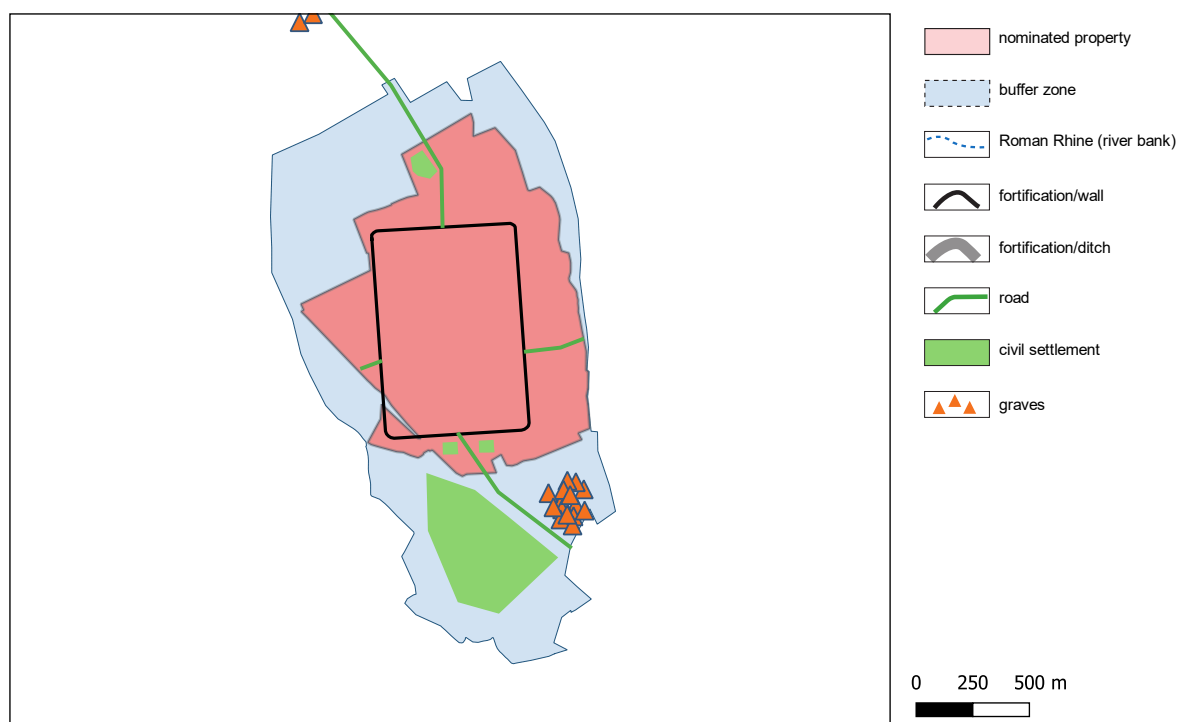 nominated property
buffer zone
Roman Rhine (river bank)
fortification/wall
fortification/ditch
road
civil settlement
graves
0 250 500 m